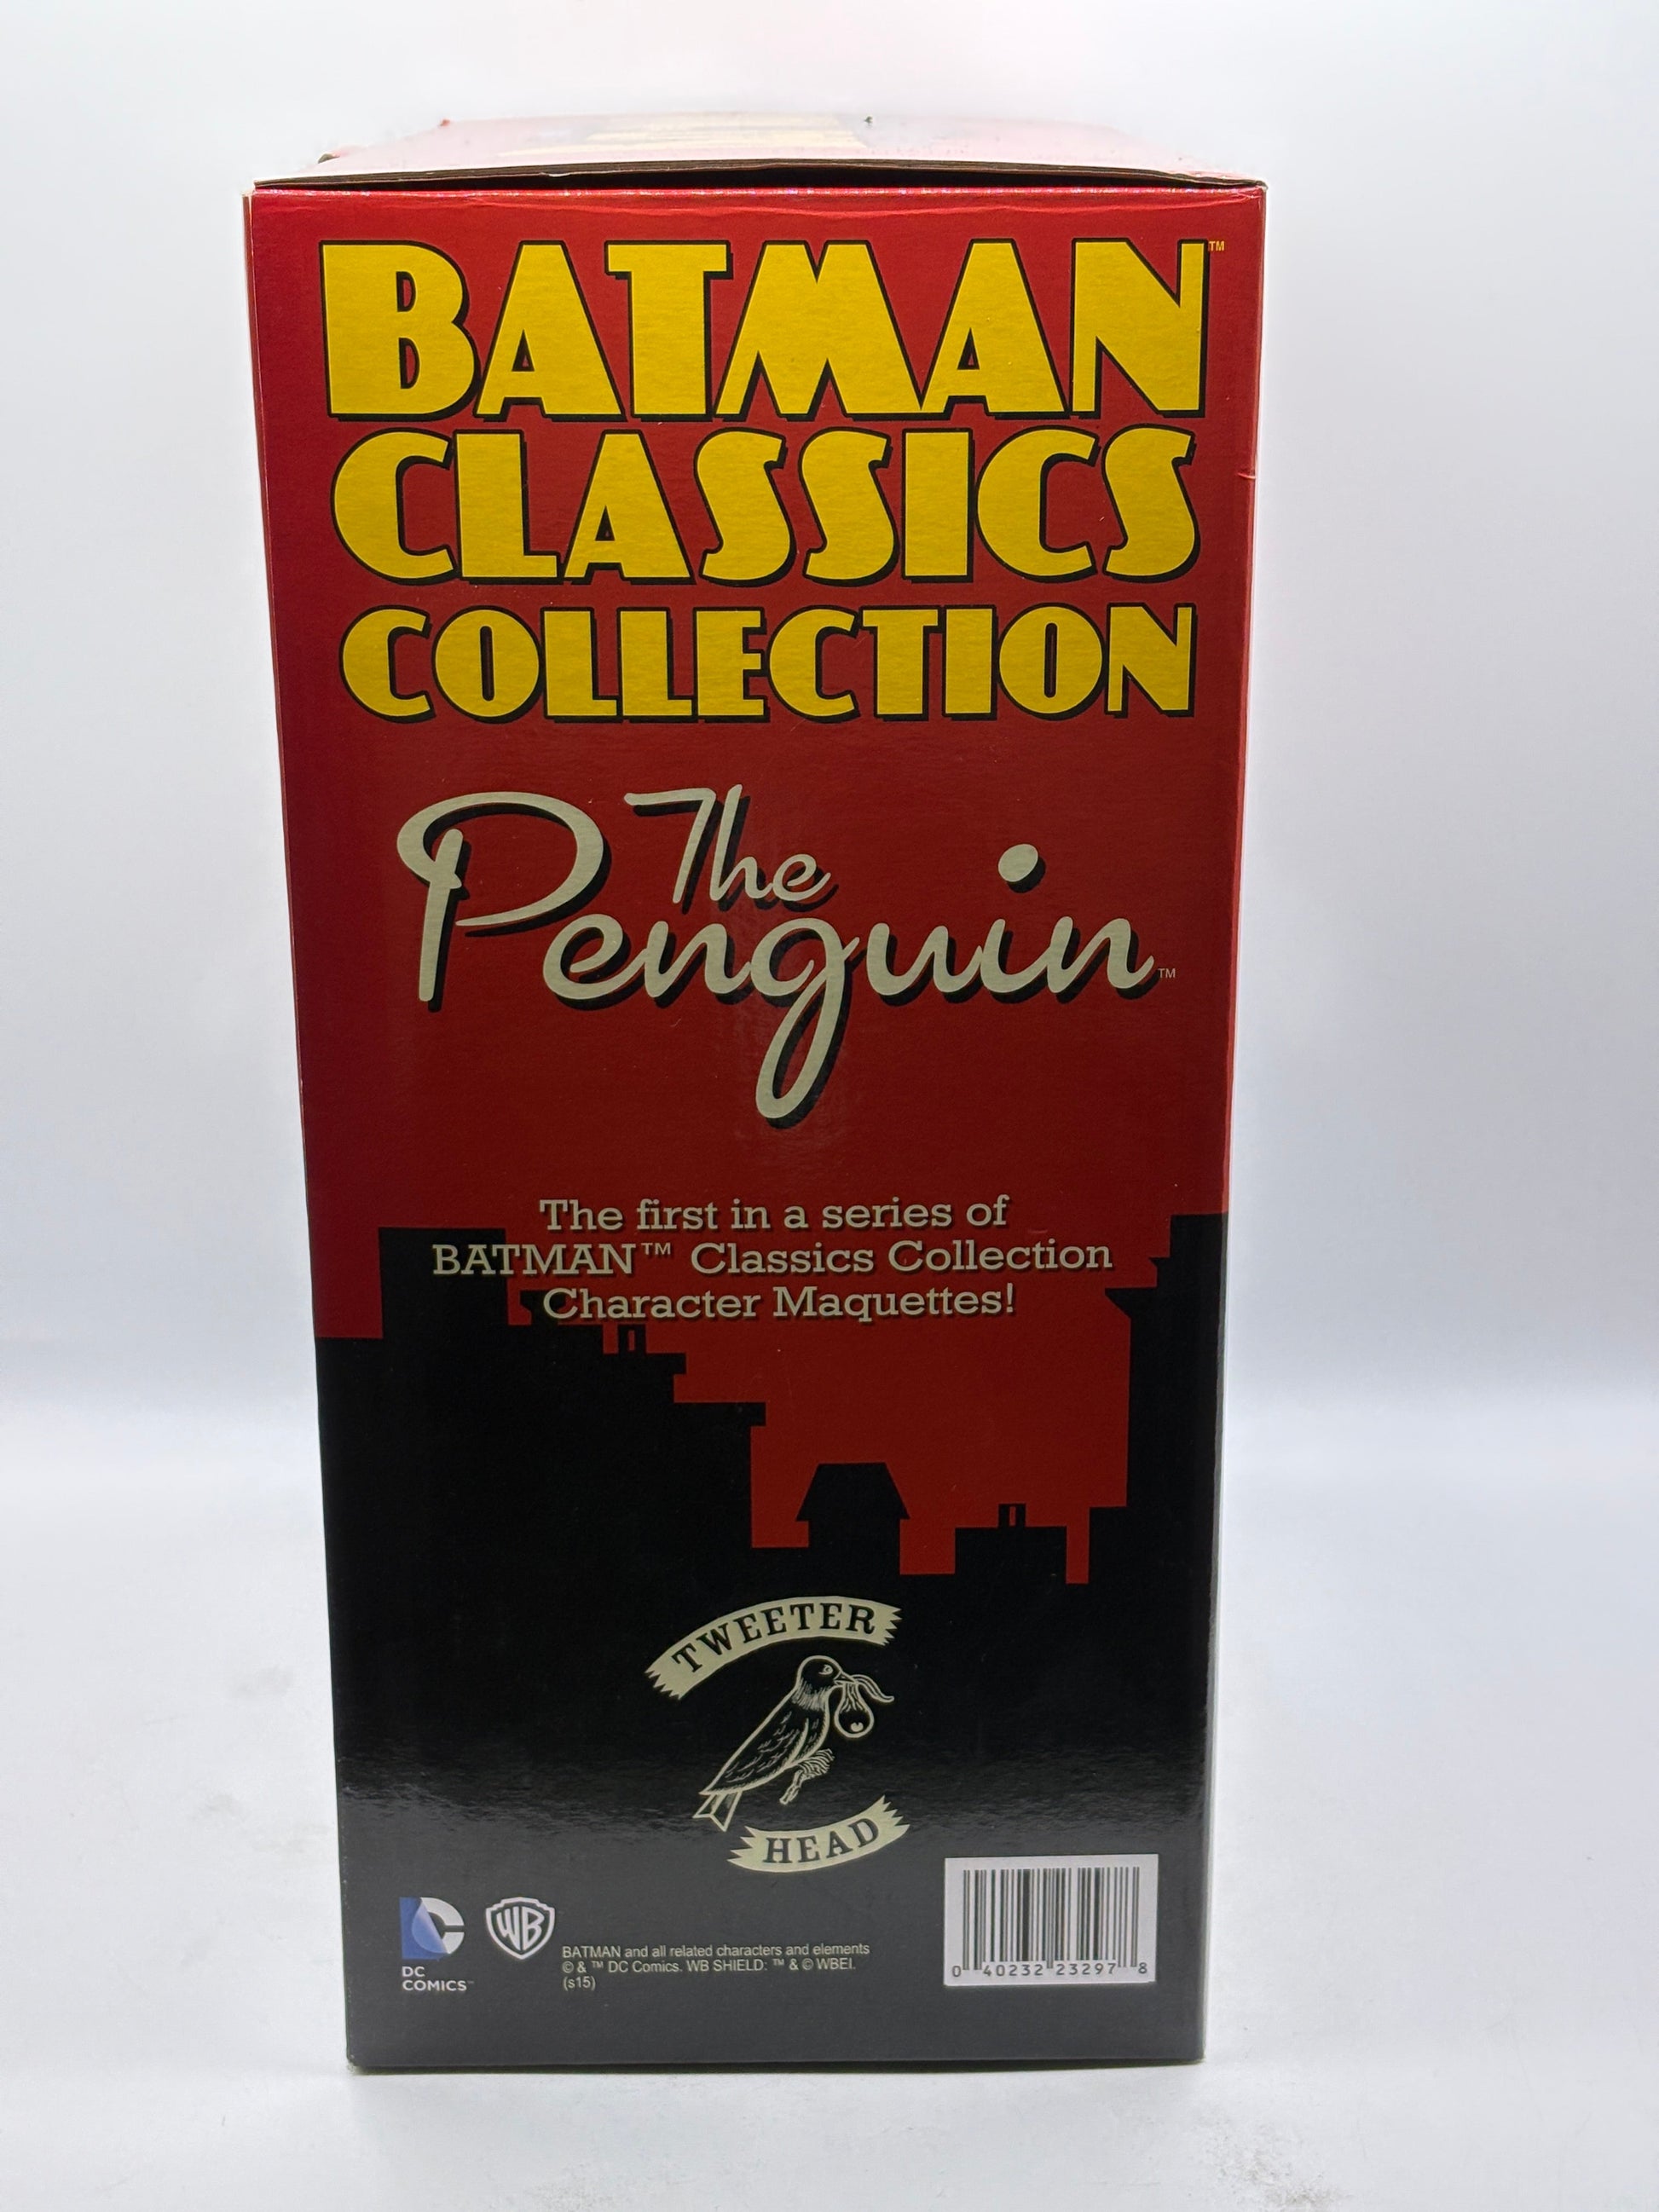 BATMAN™
CLASSICS
COLLECTION
The
Penguin™
The first in a series of
BATMAN™ Classics Collection
Character Maquettes!
TWEETER
HEAD
DC
COMICS™
WB
BATMAN and all related characters and elements
© & ™ DC Comics. WB SHIELD: ™ & © WBEI.
(s15)
0 40232 23297 8